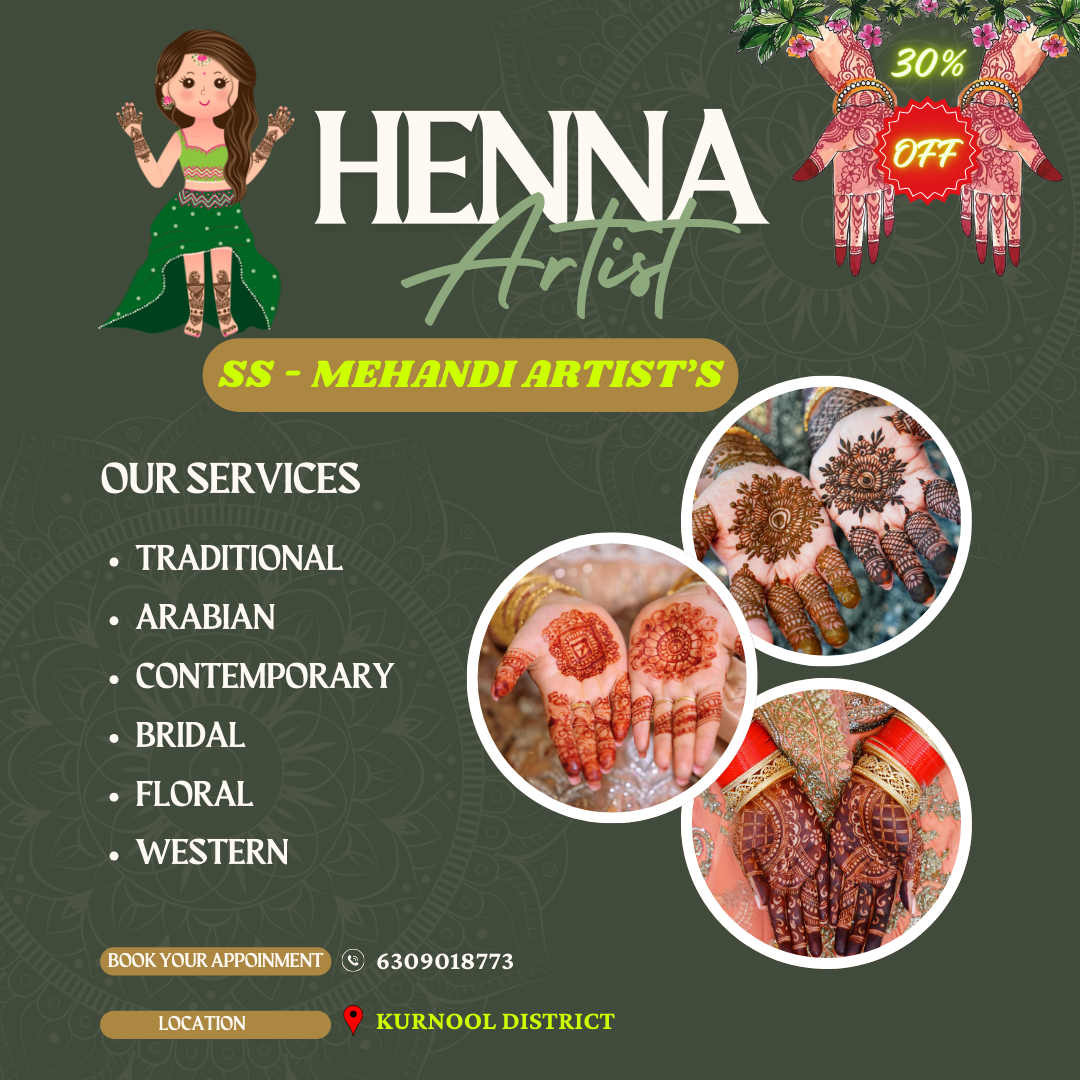 30%
OFF
HENNA
Artist
SS - MEHANDI ARTIST'S
OUR SERVICES
• TRADITIONAL
• ARABIAN
• CONTEMPORARY
• BRIDAL
• FLORAL
• WESTERN
BOOK YOUR APPOINMENT 6309018773
LOCATION KURNOOL DISTRICT